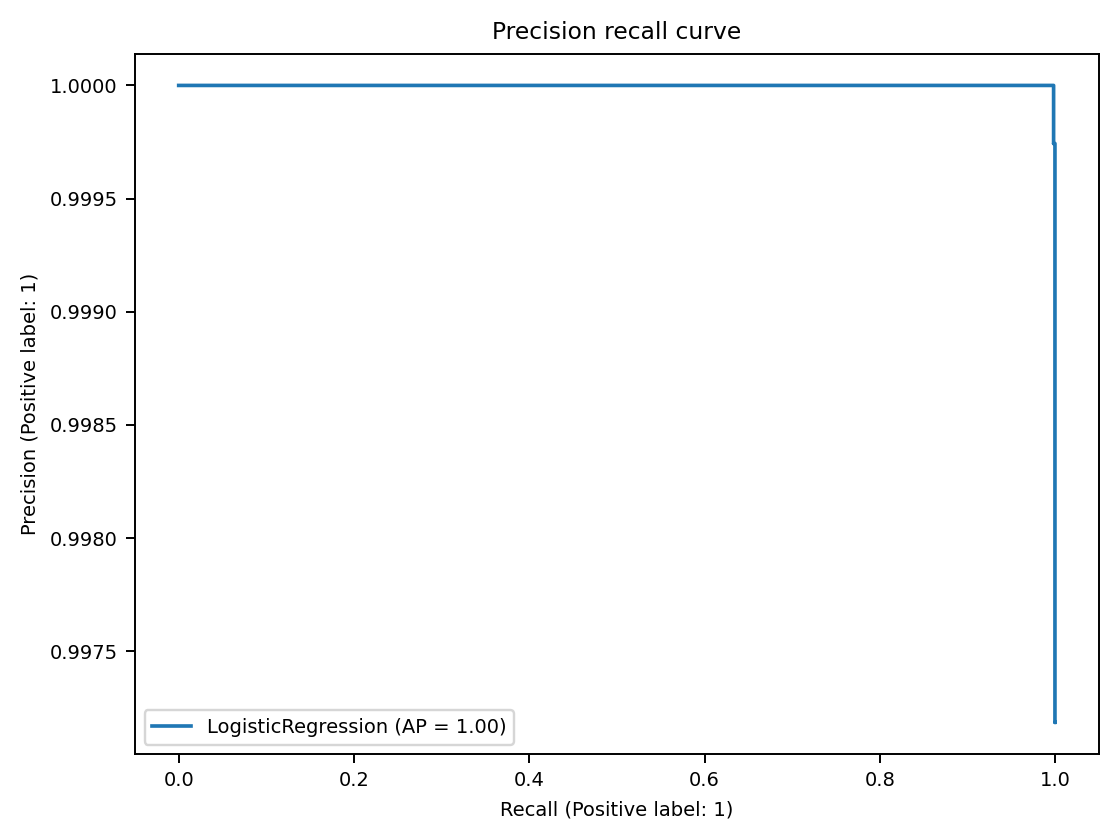 Precision recall curve
1.0000
0.9995
0.9990
0.9985
0.9980
0.9975
Precision (Positive label: 1)
LogisticRegression (AP = 1.00)
0.0 0.2 0.4 0.6 0.8 1.0
Recall (Positive label: 1)